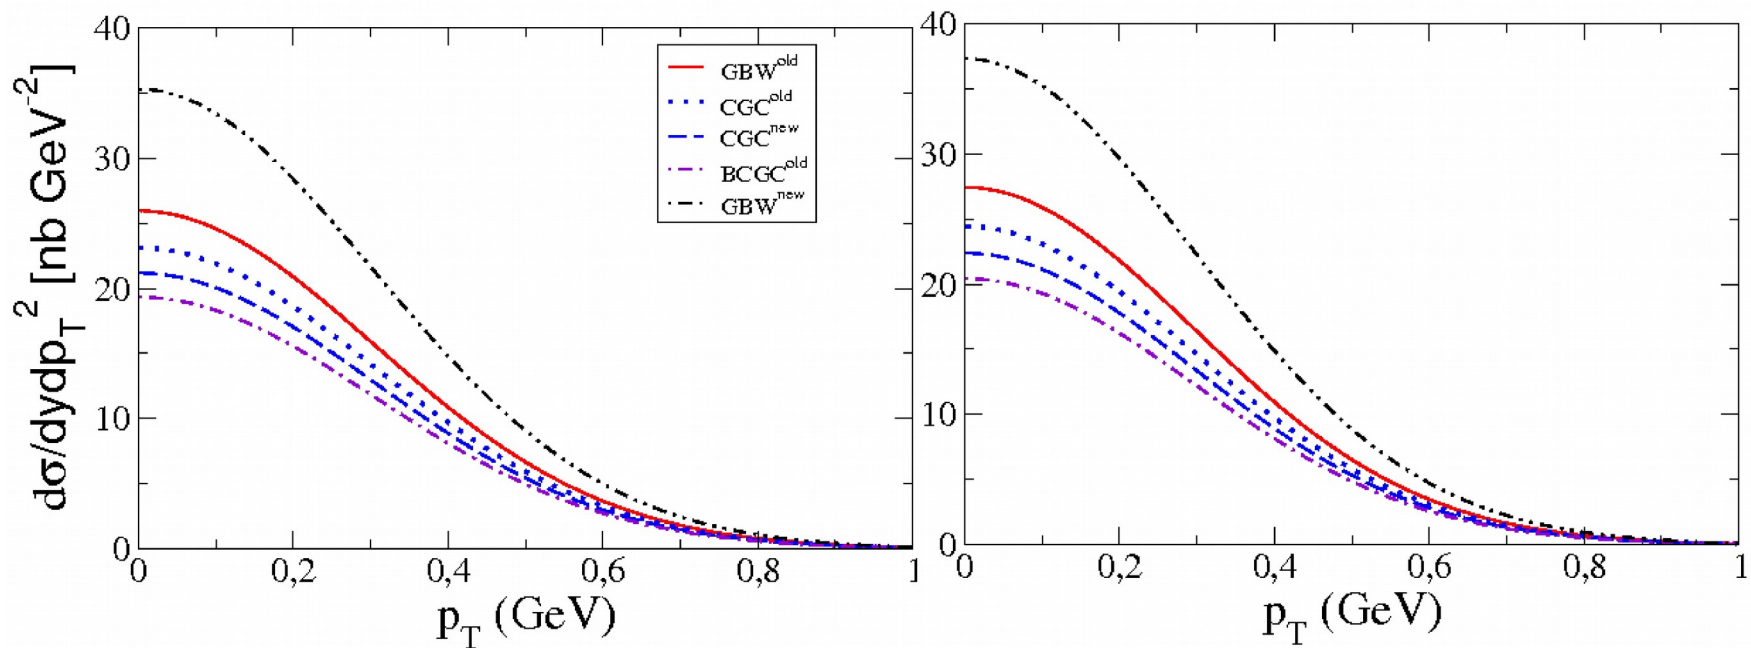 dσ/dydp_T^2 [nb GeV^-2]
40
30
20
10
0
0 0,2 0,4 0,6 0,8 1
p_T (GeV)
GBW^old
CGC^old
CGC^new
BCGC^old
GBW^new
40
30
20
10
0
0 0,2 0,4 0,6 0,8 1
p_T (GeV)